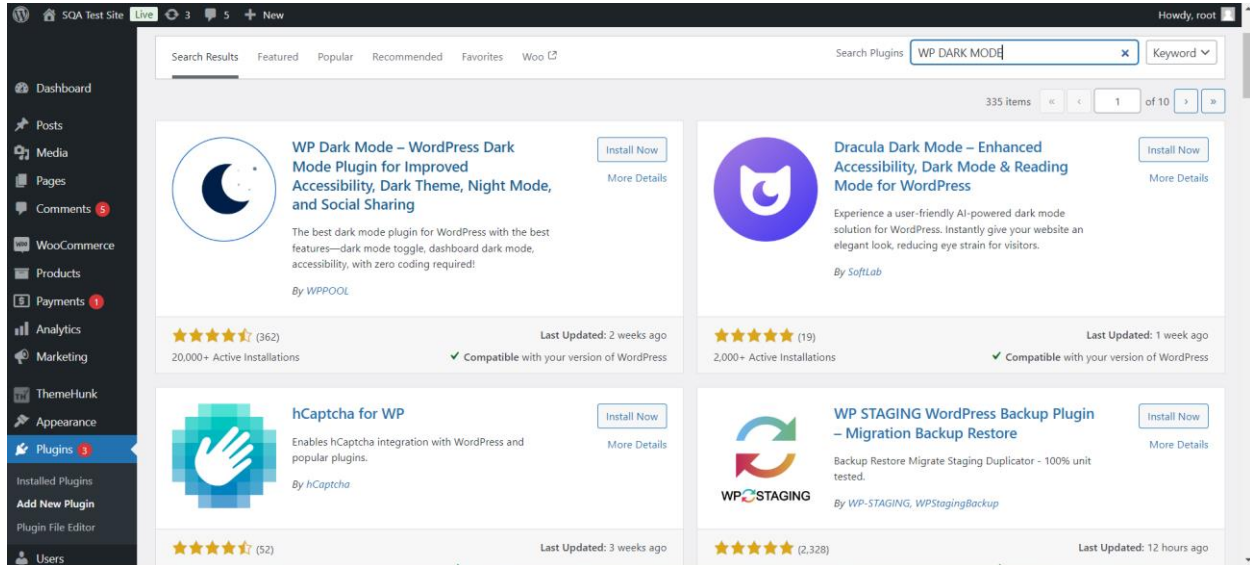 SQA Test Site Live 3 5 + New Howdy, root
Search Results Featured Popular Recommended Favorites Woo Search Plugins WP DARK MODE × Keyword
335 items « ‹ 1 of 10 › »
Dashboard
Posts
Media
Pages
Comments 5
WooCommerce
Products
Payments 1
Analytics
Marketing
ThemeHunk
Appearance
Plugins 3
Installed Plugins
Add New Plugin
Plugin File Editor
Users
WP Dark Mode – WordPress Dark
Mode Plugin for Improved
Accessibility, Dark Theme, Night Mode,
and Social Sharing
Install Now
More Details
The best dark mode plugin for WordPress with the best
features—dark mode toggle, dashboard dark mode,
accessibility, with zero coding required!
By WPPOOL
(362)
Last Updated: 2 weeks ago
20,000+ Active Installations
✔ Compatible with your version of WordPress
Dracula Dark Mode – Enhanced
Accessibility, Dark Mode & Reading
Mode for WordPress
Install Now
More Details
Experience a user-friendly AI-powered dark mode
solution for WordPress. Instantly give your website an
elegant look, reducing eye strain for visitors.
By SoftLab
(19)
Last Updated: 1 week ago
2,000+ Active Installations
✔ Compatible with your version of WordPress
hCaptcha for WP
Install Now
More Details
Enables hCaptcha integration with WordPress and
popular plugins.
By hCaptcha
(52)
Last Updated: 3 weeks ago
WP STAGING
WP STAGING WordPress Backup Plugin
– Migration Backup Restore
Install Now
More Details
Backup Restore Migrate Staging Duplicator - 100% unit
tested.
By WP-STAGING, WPStagingBackup
(2,328)
Last Updated: 12 hours ago